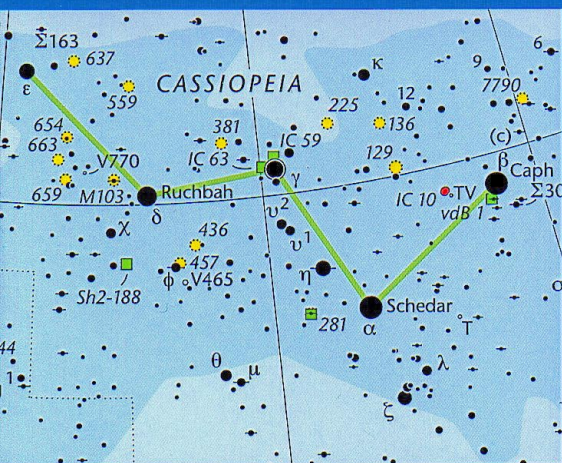 Σ163
637
ε
559
CASSIOPEIA
κ
9
6
12
7790
225
136
654
663
V770
659
M103
381
IC 59
IC 63
γ
129
(c)
β
Caph
IC 10
TV
vdB 1
Σ30
Ruchbah
δ
υ²
υ¹
χ
436
457
φ
V465
Sh2-188
η
281
Schedar
α
T
44
1
θ
μ
λ
ζ